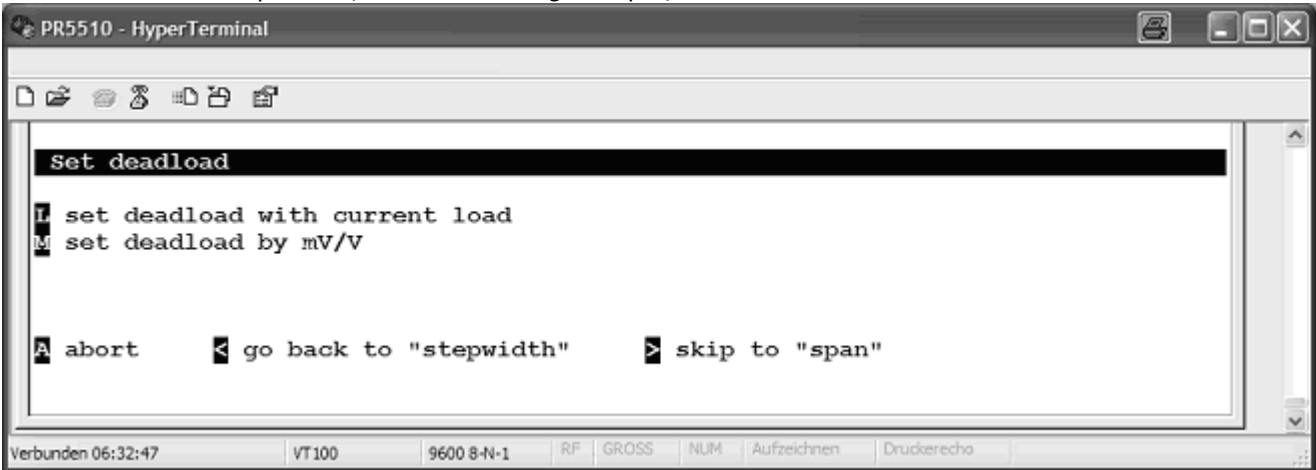 PR5510 - HyperTerminal
Set deadload
L set deadload with current load
M set deadload by mV/V
A abort < go back to "stepwidth" > skip to "span"
Verbunden 06:32:47 VT100 9600 8-N-1 RF GROSS NUM Aufzeichnen Druckerecho